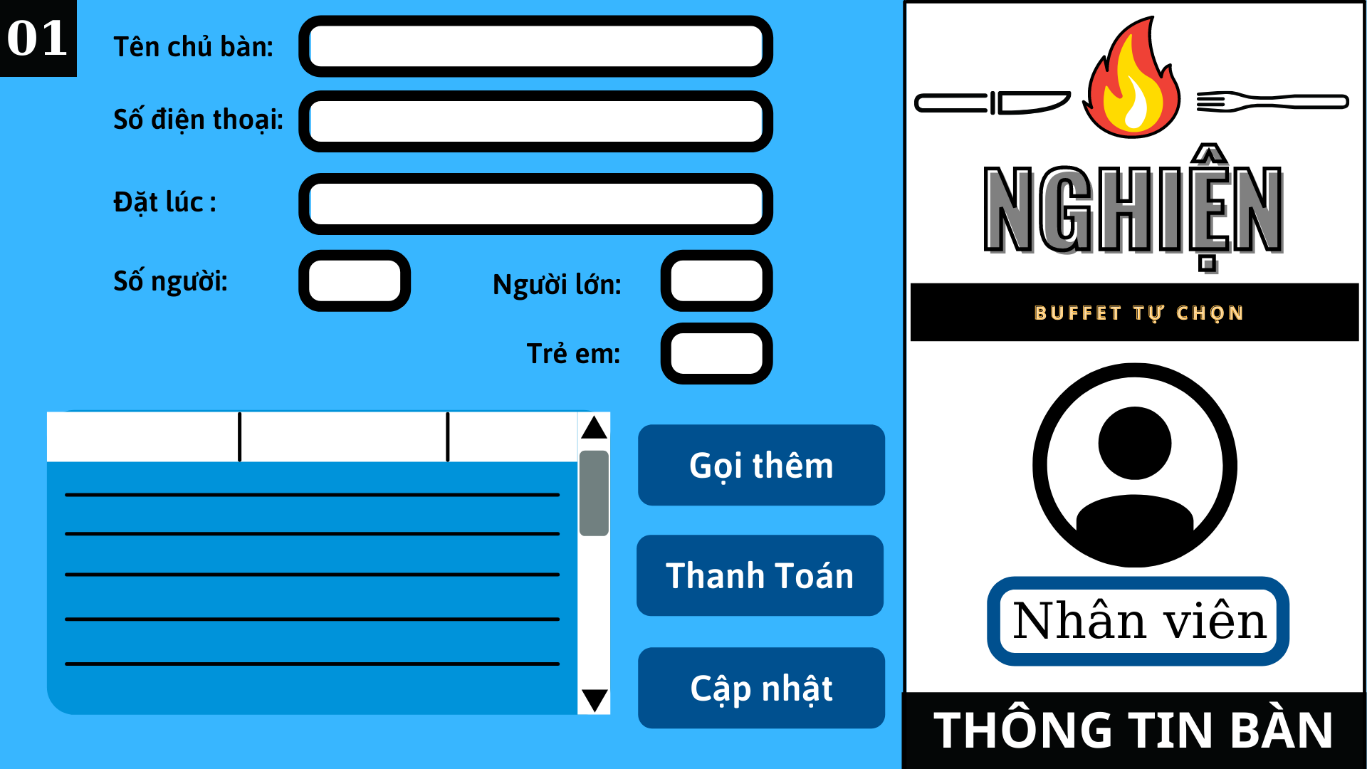 01
Tên chủ bàn:
Số điện thoại:
Đặt lúc :
Số người:
Người lớn:
Trẻ em:
Gọi thêm
Thanh Toán
Cập nhật
NGHIỆN
BUFFET TỰ CHỌN
Nhân viên
THÔNG TIN BÀN